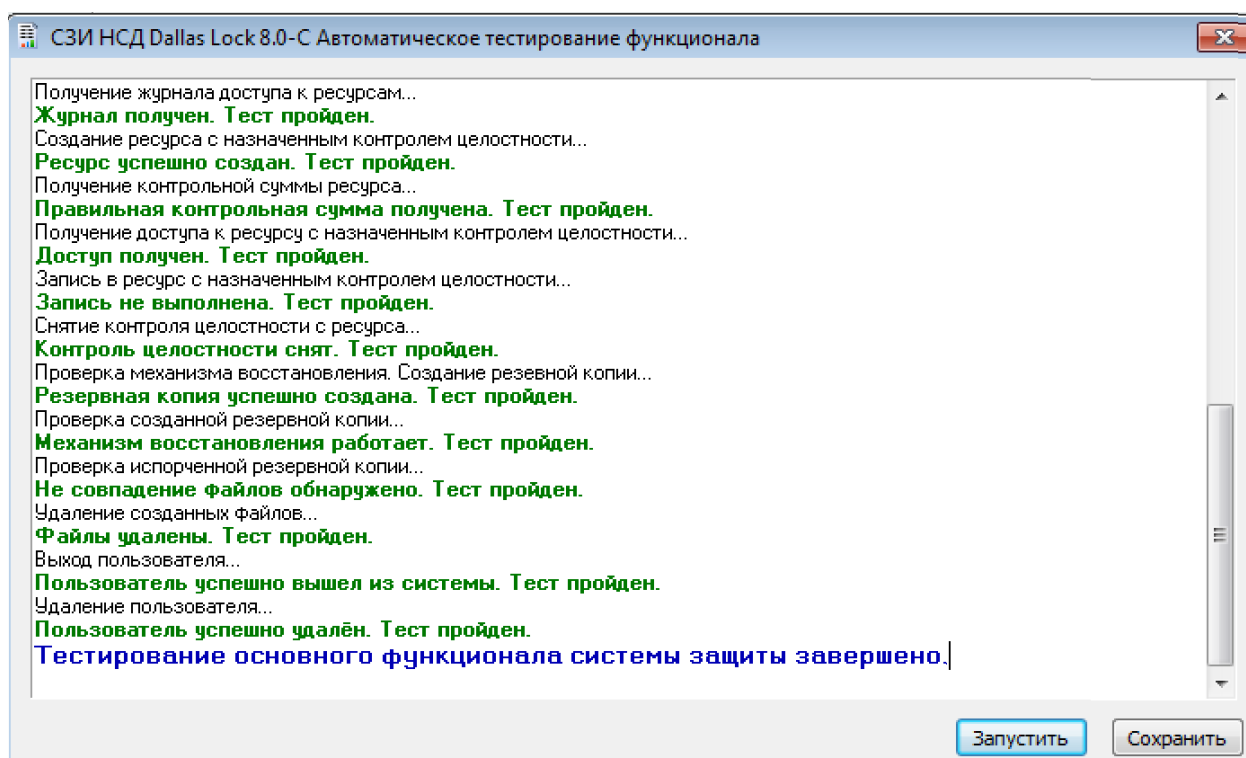 СЗИ НСД Dallas Lock 8.0-C Автоматическое тестирование функционала
Получение журнала доступа к ресурсам...
Журнал получен. Тест пройден.
Создание ресурса с назначенным контролем целостности...
Ресурс успешно создан. Тест пройден.
Получение контрольной суммы ресурса...
Правильная контрольная сумма получена. Тест пройден.
Получение доступа к ресурсу с назначенным контролем целостности...
Доступ получен. Тест пройден.
Запись в ресурс с назначенным контролем целостности...
Запись не выполнена. Тест пройден.
Снятие контроля целостности с ресурса...
Контроль целостности снят. Тест пройден.
Проверка механизма восстановления. Создание резевной копии...
Резервная копия успешно создана. Тест пройден.
Проверка созданной резервной копии...
Механизм восстановления работает. Тест пройден.
Проверка испорченной резервной копии...
Не совпадение файлов обнаружено. Тест пройден.
Удаление созданных файлов...
Файлы удалены. Тест пройден.
Выход пользователя...
Пользователь успешно вышел из системы. Тест пройден.
Удаление пользователя...
Пользователь успешно удалён. Тест пройден.
Тестирование основного функционала системы защиты завершено.
Запустить
Сохранить